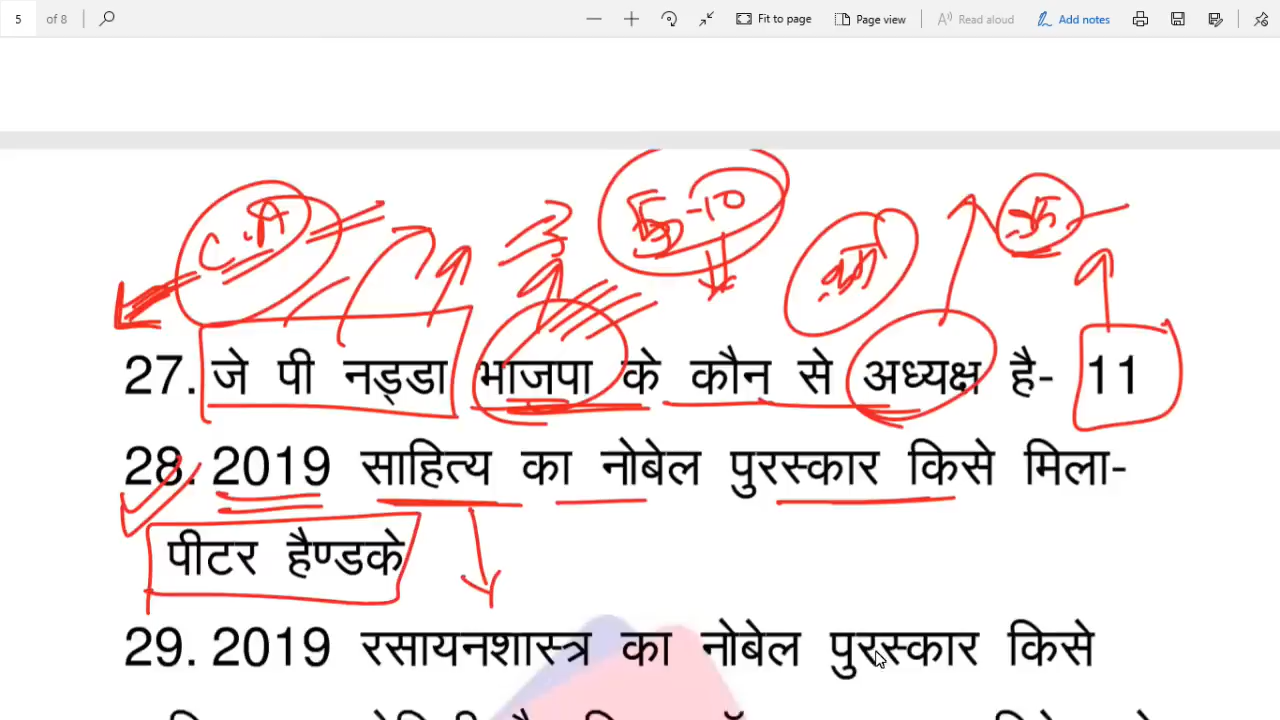 5 of 8 Fit to page Page view Read aloud Add notes
C.A
27. जे पी नड्डा भाजपा के कौन से अध्यक्ष है- 11
28. 2019 साहित्य का नोबेल पुरस्कार किसे मिला-
पीटर हैण्डके
29. 2019 रसायनशास्त्र का नोबेल पुरस्कार किसे